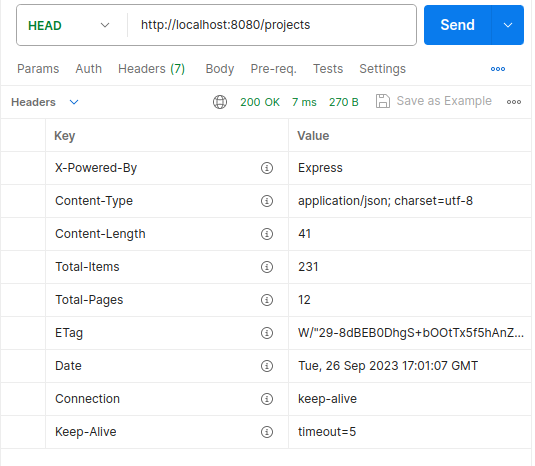 HEAD http://localhost:8080/projects Send
Params Auth Headers (7) Body Pre-req. Tests Settings
Headers 200 OK 7 ms 270 B Save as Example
Key Value
X-Powered-By Express
Content-Type application/json; charset=utf-8
Content-Length 41
Total-Items 231
Total-Pages 12
ETag W/"29-8dBEB0DhgS+bOOtTx5f5hAnZ...
Date Tue, 26 Sep 2023 17:01:07 GMT
Connection keep-alive
Keep-Alive timeout=5